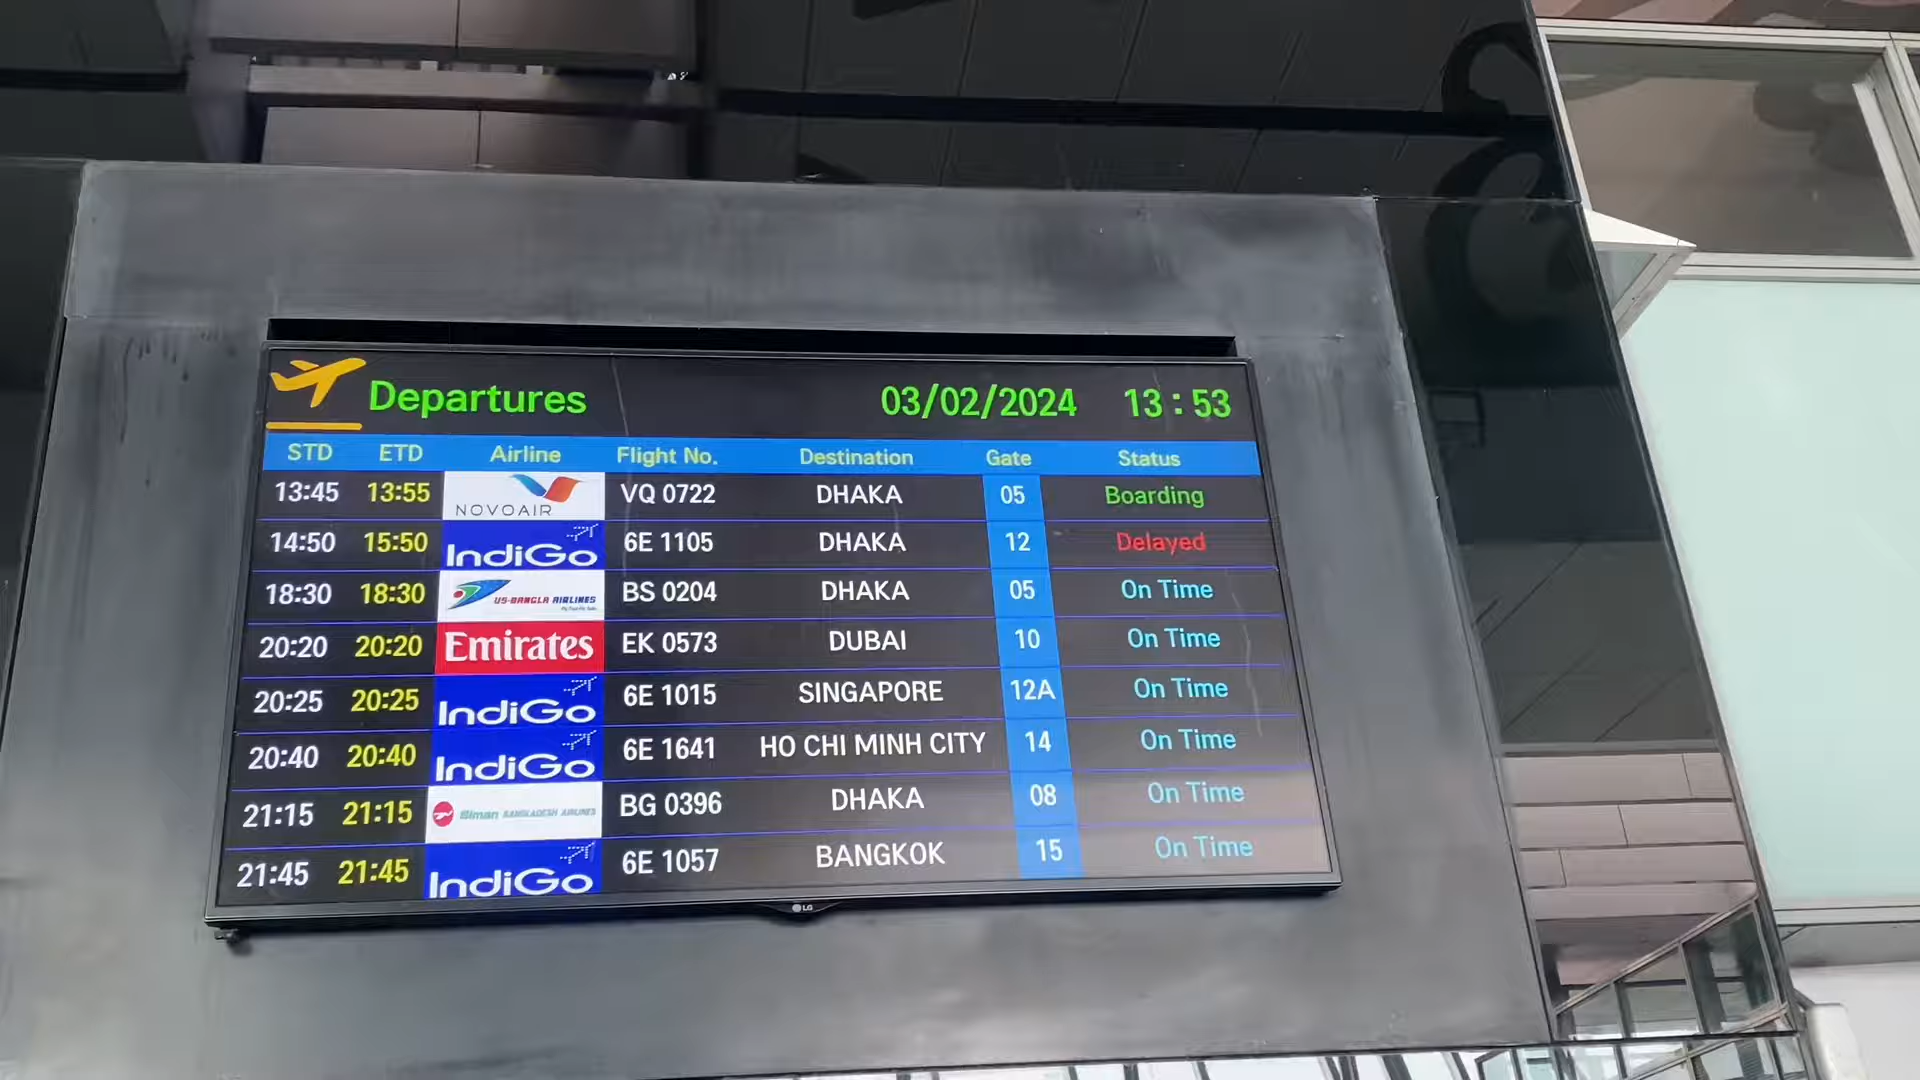 Departures 03/02/2024 13 : 53
STD ETD Airline Flight No. Destination Gate Status
13:45 13:55 NOVOAIR VQ 0722 DHAKA 05 Boarding
14:50 15:50 IndiGo 6E 1105 DHAKA 12 Delayed
18:30 18:30 US-BANGLA AIRLINES BS 0204 DHAKA 05 On Time
20:20 20:20 Emirates EK 0573 DUBAI 10 On Time
20:25 20:25 IndiGo 6E 1015 SINGAPORE 12A On Time
20:40 20:40 IndiGo 6E 1641 HO CHI MINH CITY 14 On Time
21:15 21:15 Biman BANGLADESH AIRLINES BG 0396 DHAKA 08 On Time
21:45 21:45 IndiGo 6E 1057 BANGKOK 15 On Time
LG